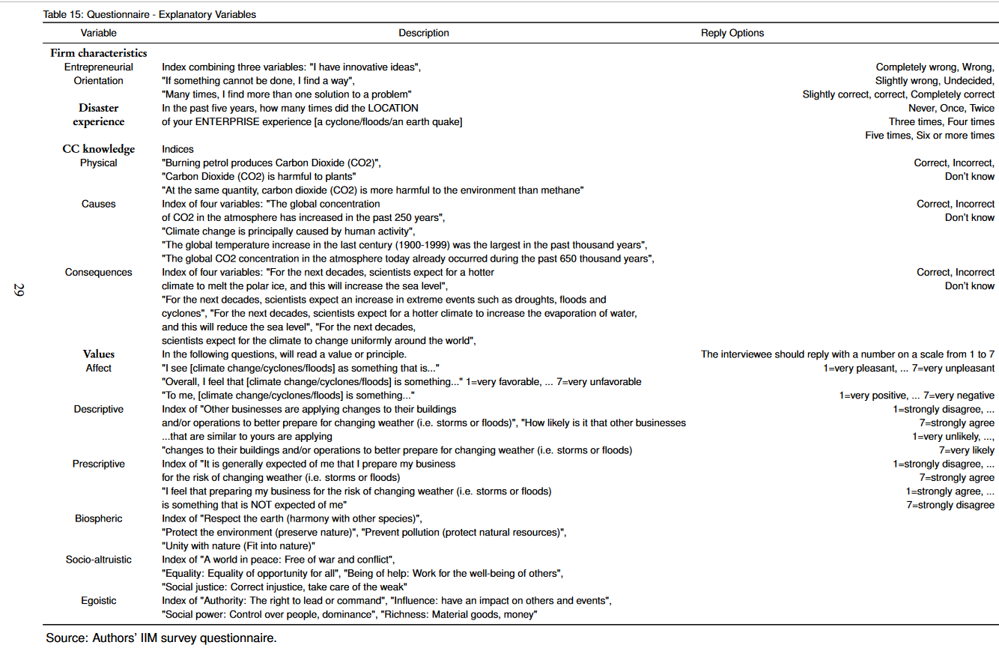 Table 15: Questionnaire - Explanatory Variables
Variable Description Reply Options
Firm characteristics
Entrepreneurial Index combining three variables: "I have innovative ideas", Completely wrong, Wrong,
Orientation "If something cannot be done, I find a way", Slightly wrong, Undecided,
"Many times, I find more than one solution to a problem" Slightly correct, correct, Completely correct
Disaster In the past five years, how many times did the LOCATION Never, Once, Twice
experience of your ENTERPRISE experience [a cyclone/floods/an earth quake] Three times, Four times
Five times, Six or more times
CC knowledge Indices
Physical "Burning petrol produces Carbon Dioxide (CO2)", Correct, Incorrect,
"Carbon Dioxide (CO2) is harmful to plants" Don't know
"At the same quantity, carbon dioxide (CO2) is more harmful to the environment than methane"
Causes Index of four variables: "The global concentration Correct, Incorrect
of CO2 in the atmosphere has increased in the past 250 years", Don't know
"Climate change is principally caused by human activity",
"The global temperature increase in the last century (1900-1999) was the largest in the past thousand years",
"The global CO2 concentration in the atmosphere today already occurred during the past 650 thousand years",
Consequences Index of four variables: "For the next decades, scientists expect for a hotter Correct, Incorrect
climate to melt the polar ice, and this will increase the sea level", Don't know
"For the next decades, scientists expect an increase in extreme events such as droughts, floods and
cyclones", "For the next decades, scientists expect for a hotter climate to increase the evaporation of water,
and this will reduce the sea level", "For the next decades,
scientists expect for the climate to change uniformly around the world",
Values In the following questions, will read a value or principle. The interviewee should reply with a number on a scale from 1 to 7
Affect "I see [climate change/cyclones/floods] as something that is..." 1=very pleasant, ... 7=very unpleasant
"Overall, I feel that [climate change/cyclones/floods] is something..." 1=very favorable, ... 7=very unfavorable
"To me, [climate change/cyclones/floods] is something..." 1=very positive, ... 7=very negative
Descriptive Index of "Other businesses are applying changes to their buildings 1=strongly disagree, ...
and/or operations to better prepare for changing weather (i.e. storms or floods)", "How likely is it that other businesses 7=strongly agree
...that are similar to yours are applying 1=very unlikely, ...,
"changes to their buildings and/or operations to better prepare for changing weather (i.e. storms or floods) 7=very likely
Prescriptive Index of "It is generally expected of me that I prepare my business 1=strongly disagree, ...
for the risk of changing weather (i.e. storms or floods) 7=strongly agree
"I feel that preparing my business for the risk of changing weather (i.e. storms or floods) 1=strongly agree, ...
is something that is NOT expected of me" 7=strongly disagree
Biospheric Index of "Respect the earth (harmony with other species)",
"Protect the environment (preserve nature)", "Prevent pollution (protect natural resources)",
"Unity with nature (Fit into nature)"
Socio-altruistic Index of "A world in peace: Free of war and conflict",
"Equality: Equality of opportunity for all", "Being of help: Work for the well-being of others",
"Social justice: Correct injustice, take care of the weak"
Egoistic Index of "Authority: The right to lead or command", "Influence: have an impact on others and events",
"Social power: Control over people, dominance", "Richness: Material goods, money"
Source: Authors' IIM survey questionnaire.
29